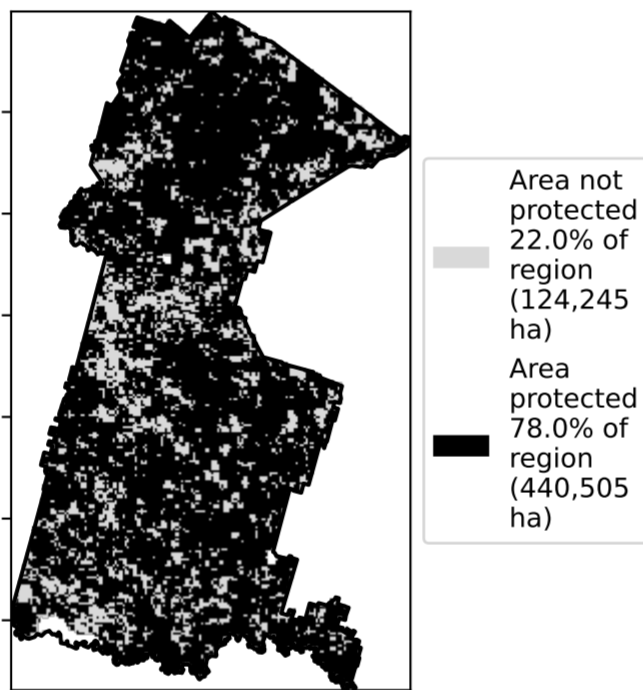 Area not
protected
22.0% of
region
(124,245
ha)
Area
protected
78.0% of
region
(440,505
ha)